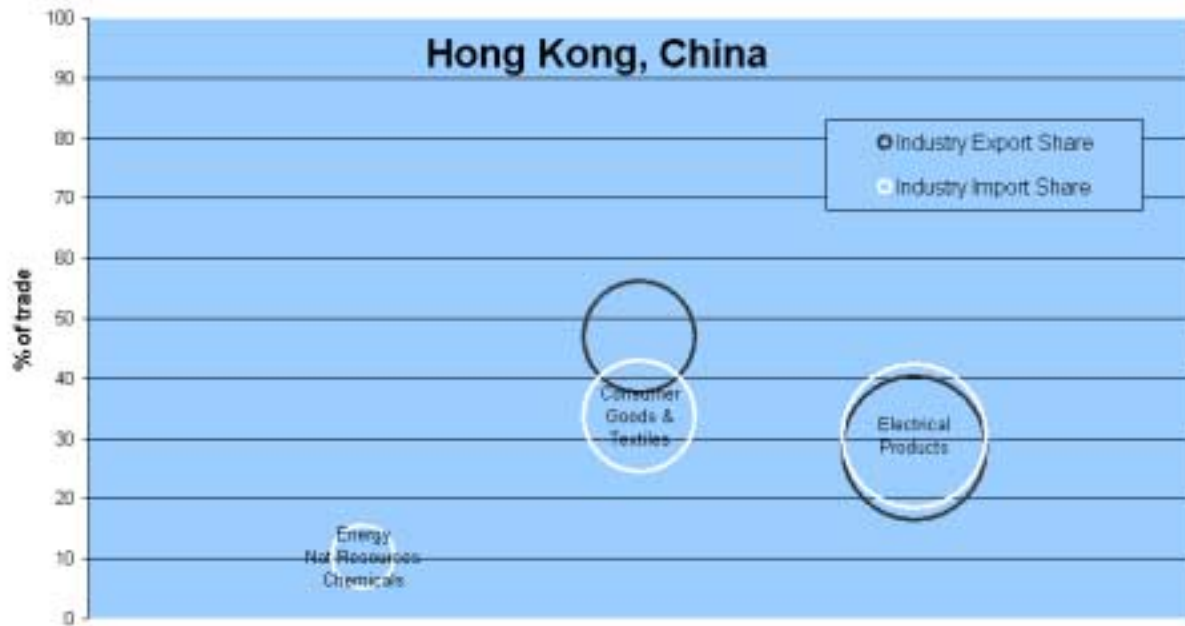 Hong Kong, China
100
90
80
70
60
50
40
30
20
10
0
% of trade
Industry Export Share
Industry Import Share
Consumer
Goods &
Textiles
Electrical
Products
Energy
Nat Resources
Chemicals